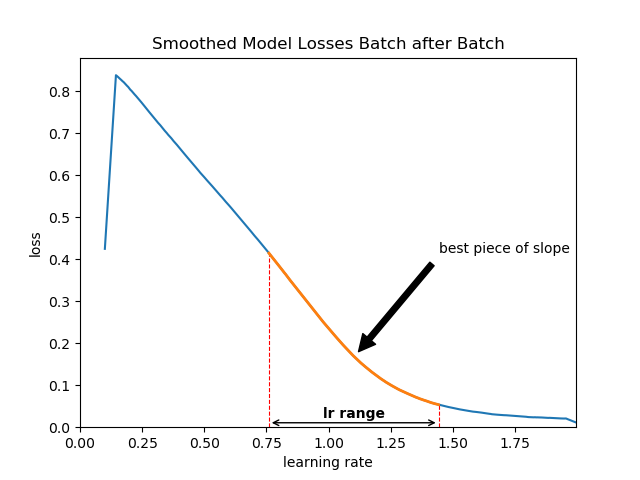 Smoothed Model Losses Batch after Batch
0.8
0.7
0.6
0.5
0.4
0.3
0.2
0.1
0.0
loss
best piece of slope
lr range
0.00 0.25 0.50 0.75 1.00 1.25 1.50 1.75
learning rate